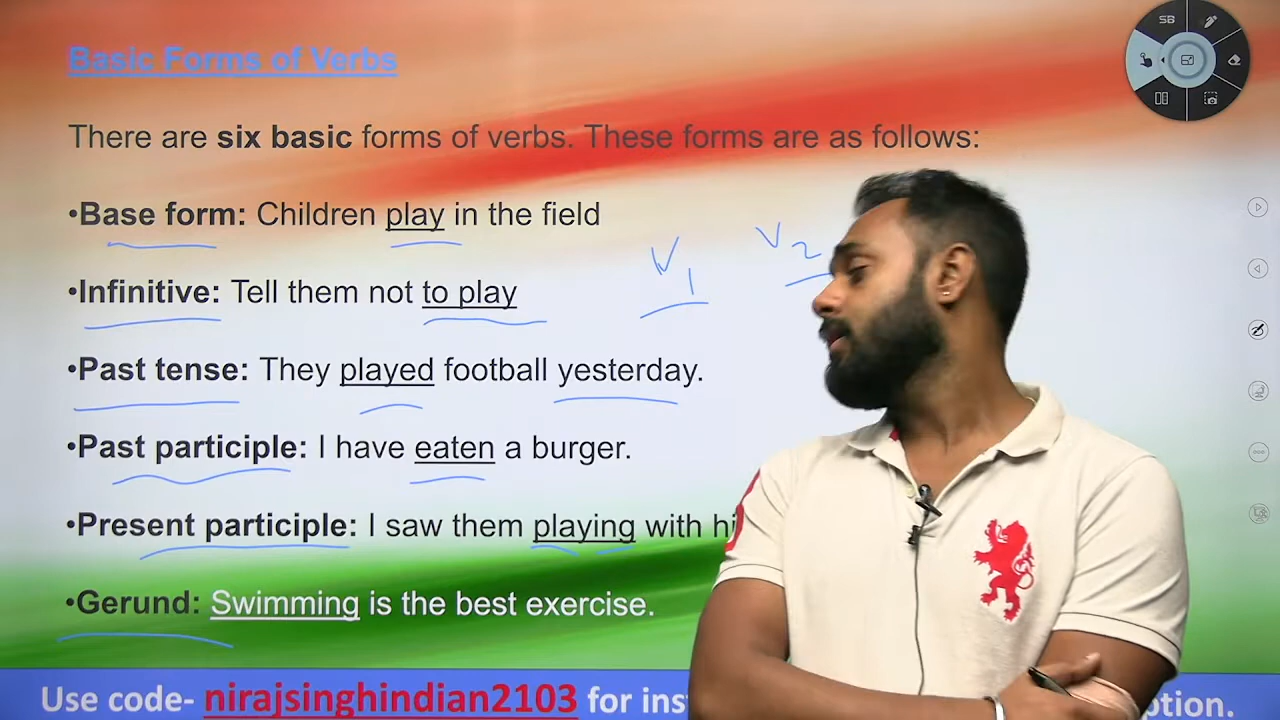 SB
Basic Forms of Verbs
There are six basic forms of verbs. These forms are as follows:
•Base form: Children play in the field
V1 V2
•Infinitive: Tell them not to play
•Past tense: They played football yesterday.
•Past participle: I have eaten a burger.
•Present participle: I saw them playing with
•Gerund: Swimming is the best exercise.
Use code- nirajsinghindian2103 for